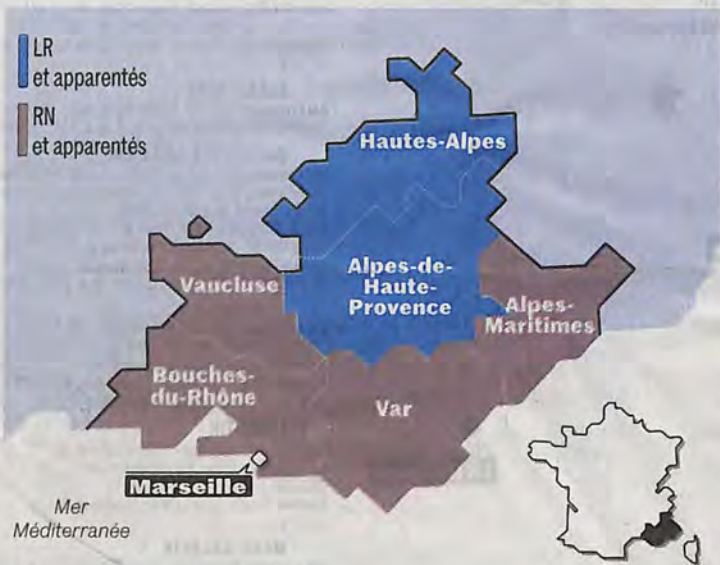 LR
et apparentés
RN
et apparentés
Hautes-Alpes
Alpes-de-
Haute-
Provence
Vaucluse
Alpes-
Maritimes
Bouches-
du-Rhône
Var
Marseille
Mer
Méditerranée